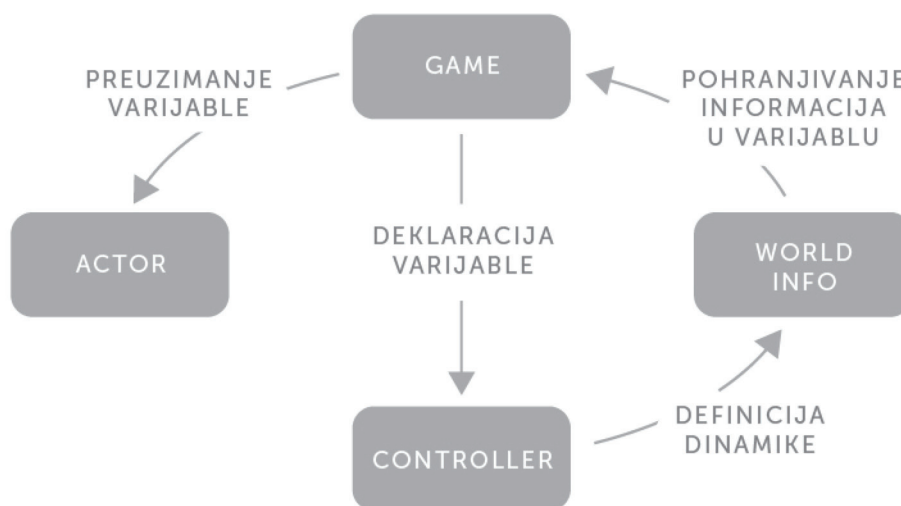 GAME
PREUZIMANJE
VARIJABLE
POHRANJIVANJE
INFORMACIJA
U VARIJABLU
ACTOR
DEKLARACIJA
VARIJABLE
WORLD
INFO
CONTROLLER
DEFINICIJA
DINAMIKE